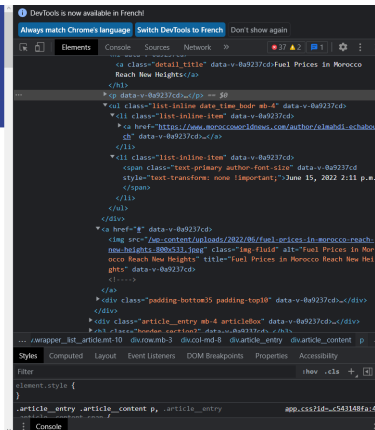 DevTools is now available in French!
Always match Chrome's language Switch DevTools to French Don't show again
Elements Console Sources Network » 37 2 1
<a class="detail_title" data-v-0a9237cd>Fuel Prices in Morocco
Reach New Heights</a>
</h1>
<p data-v-0a9237cd>…</p> == $0
<ul class="list-inline date_time_bodr mb-4" data-v-0a9237cd>
<li class="list-inline-item" data-v-0a9237cd>
<a href="https://www.moroccoworldnews.com/author/elmahdi-echabou
ch" data-v-0a9237cd>…</a>
</li>
<li class="list-inline-item" data-v-0a9237cd>
<span class="text-primary author-font-size" data-v-0a9237cd
style="text-transform: none !important;">June 15, 2022 2:11 p.m.
</span>
</li>
</ul>
</div>
<a href="#" data-v-0a9237cd>
<img src="/wp-content/uploads/2022/06/fuel-prices-in-morocco-reach-
new-heights-800x533.jpeg" class="img-fluid" alt="Fuel Prices in Mor
occo Reach New Heights" title="Fuel Prices in Morocco Reach New Hei
ghts" data-v-0a9237cd>
<!---->
</a>
<div class="padding-bottom35 padding-top10" data-v-0a9237cd>…</div>
</div>
<div class="article__entry mb-4 articleBox" data-v-0a9237cd>…</div>
… v.wrapper_list_article.mt-10 div.row.mb-3 div.col-md-8 div.article__entry div.article__content p
Styles Computed Layout Event Listeners DOM Breakpoints Properties Accessibility
Filter :hov .cls +
element.style {
}
.article__entry .article__content p, .article__entry app.css?id=…c543148fa:4
Console